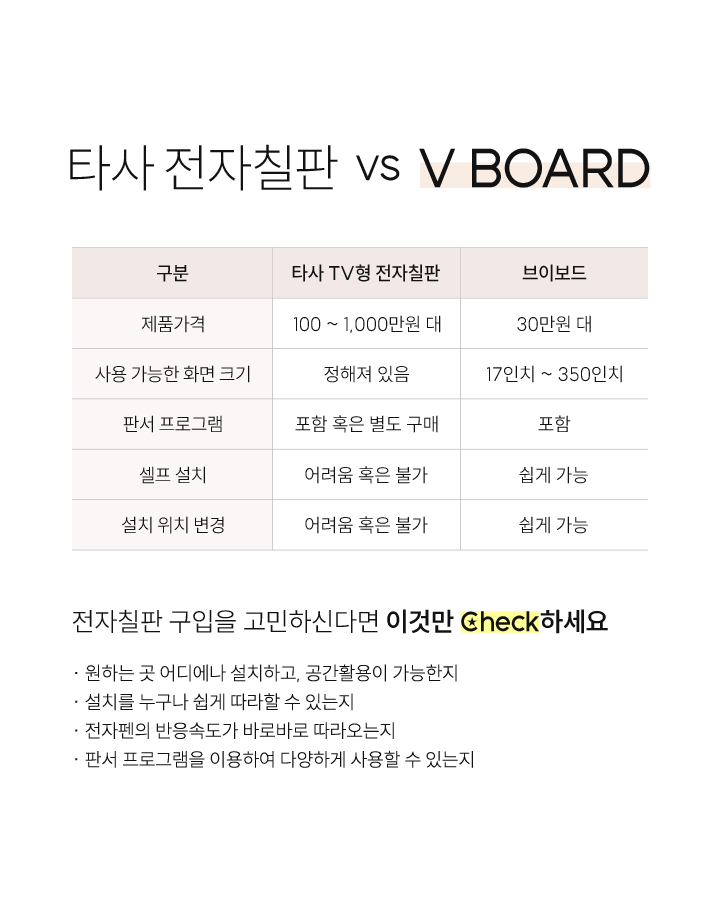 타사 전자칠판 vs V BOARD
구분 타사 TV형 전자칠판 브이보드
제품가격 100 ~ 1,000만원 대 30만원 대
사용 가능한 화면 크기 정해져 있음 17인치 ~ 350인치
판서 프로그램 포함 혹은 별도 구매 포함
셀프 설치 어려움 혹은 불가 쉽게 가능
설치 위치 변경 어려움 혹은 불가 쉽게 가능
전자칠판 구입을 고민하신다면 이것만 Check하세요
· 원하는 곳 어디에나 설치하고, 공간활용이 가능한지
· 설치를 누구나 쉽게 따라할 수 있는지
· 전자펜의 반응속도가 바로바로 따라오는지
· 판서 프로그램을 이용하여 다양하게 사용할 수 있는지